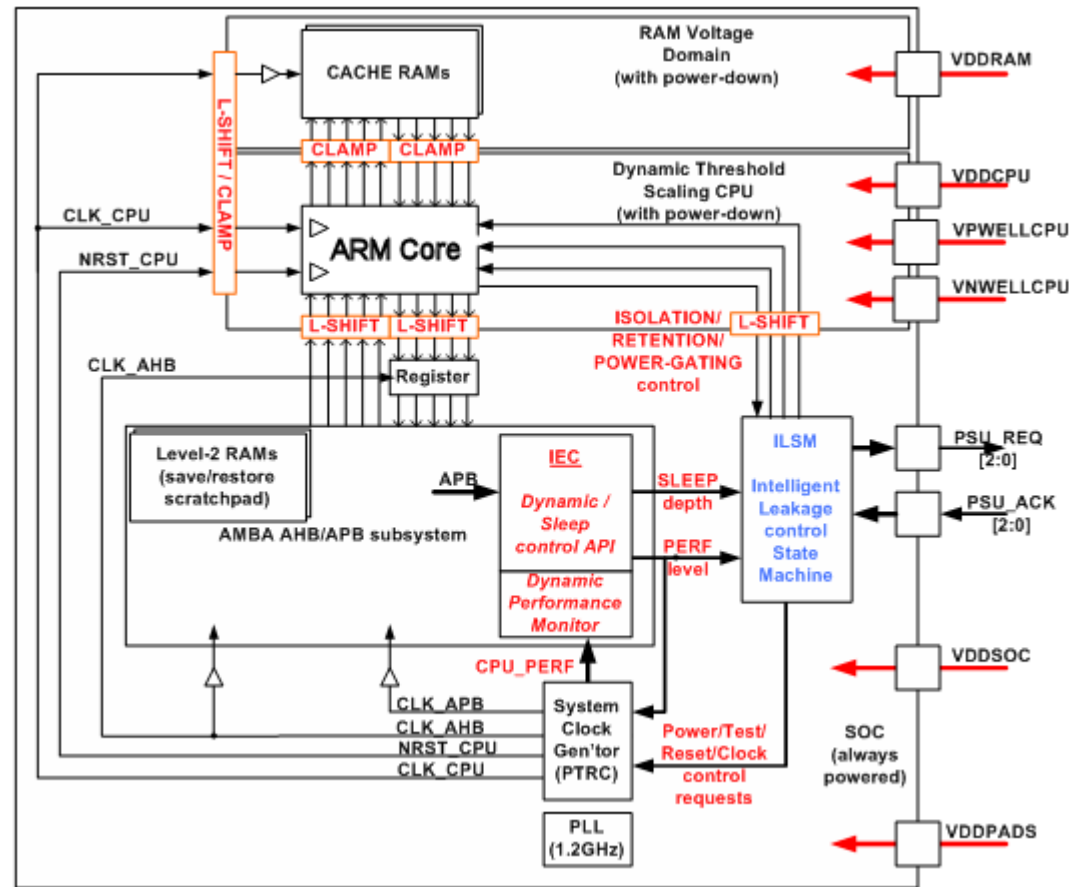 RAM Voltage
Domain
(with power-down)
VDDRAM
CACHE RAMs
L-SHIFT / CLAMP
CLAMP
CLAMP
Dynamic Threshold
Scaling CPU
(with power-down)
VDDCPU
VPWELLCPU
VNWELLCPU
CLK_CPU
NRST_CPU
ARM Core
L-SHIFT
L-SHIFT
ISOLATION/
RETENTION/
POWER-GATING
control
L-SHIFT
CLK_AHB
Register
Level-2 RAMs
(save/restore
scratchpad)
APB
AMBA AHB/APB subsystem
IEC
Dynamic /
Sleep
control API
Dynamic
Performance
Monitor
SLEEP
depth
PERF
level
ILSM
Intelligent
Leakage
control
State
Machine
PSU_REQ
[2:0]
PSU_ACK
[2:0]
CPU_PERF
CLK_APB
CLK_AHB
NRST_CPU
CLK_CPU
System
Clock
Gen'tor
(PTRC)
Power/Test/
Reset/Clock
control
requests
VDDSOC
SOC
(always
powered)
PLL
(1.2GHz)
VDDPADS